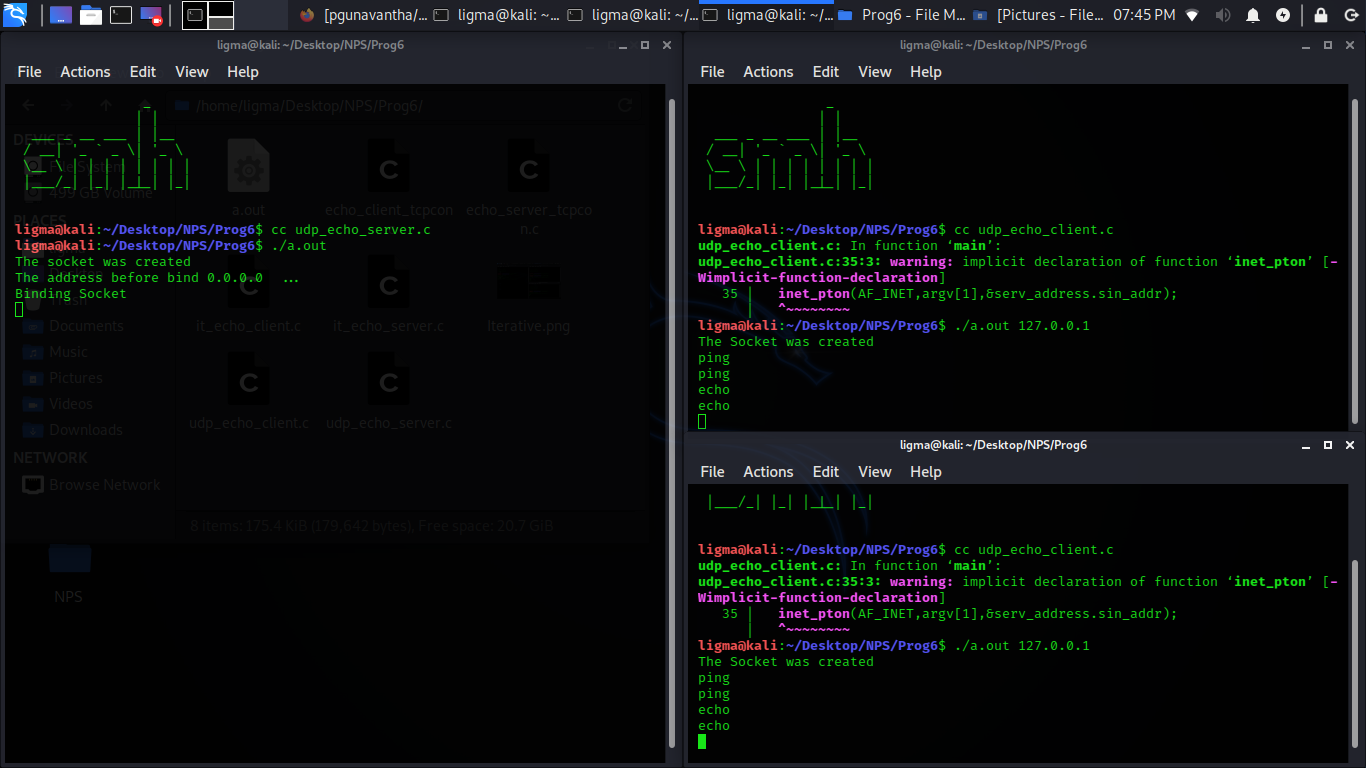 [pgunavantha/...
ligma@kali: ~...
ligma@kali: ~/...
ligma@kali: ~/...
Prog6 - File M...
[Pictures - File...
07:45 PM
ligma@kali: ~/Desktop/NPS/Prog6
File Actions Edit View Help
/home/ligma/Desktop/NPS/Prog6/
DEVICES
File System
499 GB Volume
PLACES
Documents
Music
Pictures
Videos
Downloads
NETWORK
Browse Network
a.out
echo_client_tcpcon
echo_server_tcpco
n.c
it_echo_client.c
it_echo_server.c
Iterative.png
udp_echo_client.c
udp_echo_server.c
8 items: 175.4 KiB (179,642 bytes), Free space: 20.7 GiB
NPS
smh
ligma@kali:~/Desktop/NPS/Prog6$ cc udp_echo_server.c
ligma@kali:~/Desktop/NPS/Prog6$ ./a.out
The socket was created
The address before bind 0.0.0.0  ...
Binding Socket
ligma@kali: ~/Desktop/NPS/Prog6
File Actions Edit View Help
smh
ligma@kali:~/Desktop/NPS/Prog6$ cc udp_echo_client.c
udp_echo_client.c: In function ‘main’:
udp_echo_client.c:35:3: warning: implicit declaration of function ‘inet_pton’ [-
Wimplicit-function-declaration]
35 |   inet_pton(AF_INET,argv[1],&serv_address.sin_addr);
|   ^~~~~~~~~
ligma@kali:~/Desktop/NPS/Prog6$ ./a.out 127.0.0.1
The Socket was created
ping
ping
echo
echo
ligma@kali: ~/Desktop/NPS/Prog6
File Actions Edit View Help
|___/_| |_| |_|_| |_|
ligma@kali:~/Desktop/NPS/Prog6$ cc udp_echo_client.c
udp_echo_client.c: In function ‘main’:
udp_echo_client.c:35:3: warning: implicit declaration of function ‘inet_pton’ [-
Wimplicit-function-declaration]
35 |   inet_pton(AF_INET,argv[1],&serv_address.sin_addr);
|   ^~~~~~~~~
ligma@kali:~/Desktop/NPS/Prog6$ ./a.out 127.0.0.1
The Socket was created
ping
ping
echo
echo